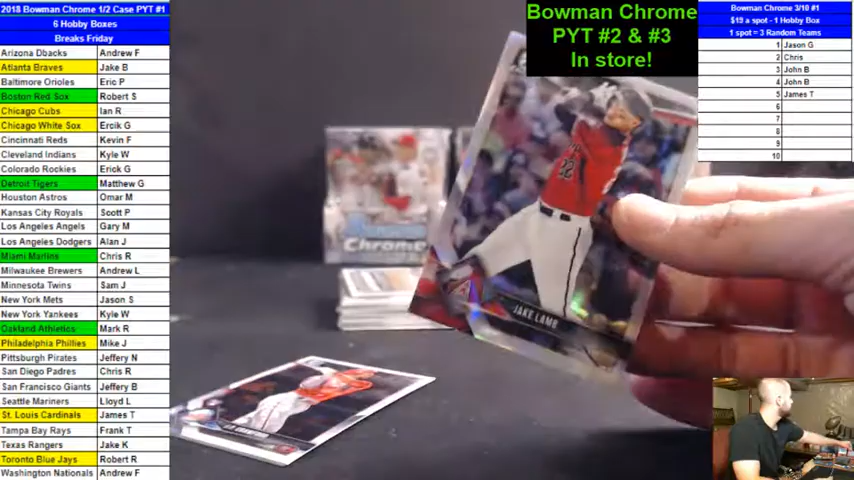 2018 Bowman Chrome 1/2 Case PYT #1
6 Hobby Boxes
Breaks Friday
Arizona Dbacks Andrew F
Atlanta Braves Jake B
Baltimore Orioles Eric P
Boston Red Sox Robert S
Chicago Cubs Ian R
Chicago White Sox Ercik G
Cincinnati Reds Kevin F
Cleveland Indians Kyle W
Colorado Rockies Erick G
Detroit Tigers Matthew G
Houston Astros Omar M
Kansas City Royals Scott P
Los Angeles Angels Gary M
Los Angeles Dodgers Alan J
Miami Marlins Chris R
Milwaukee Brewers Andrew L
Minnesota Twins Sam J
New York Mets Jason S
New York Yankees Kyle W
Oakland Athletics Mark R
Philadelphia Phillies Mike J
Pittsburgh Pirates Jeffery N
San Diego Padres Chris R
San Francisco Giants Jeffery B
Seattle Mariners Lloyd L
St. Louis Cardinals James T
Tampa Bay Rays Frank T
Texas Rangers Jake K
Toronto Blue Jays Robert R
Washington Nationals Andrew F
Bowman Chrome
PYT #2 & #3
In store!
Bowman Chrome 3/10 #1
$19 a spot - 1 Hobby Box
1 spot = 3 Random Teams
1 Jason G
2 Chris
3 John B
4 John B
5 James T
6
7
8
9
10
Bowman
Chrome
22
JAKE LAMB